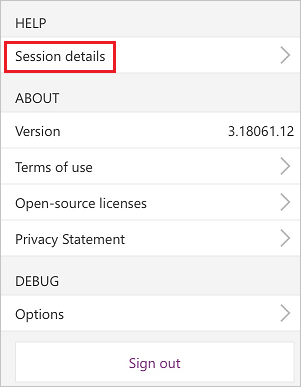 HELP
Session details
ABOUT
Version 3.18061.12
Terms of use
Open-source licenses
Privacy Statement
DEBUG
Options
Sign out